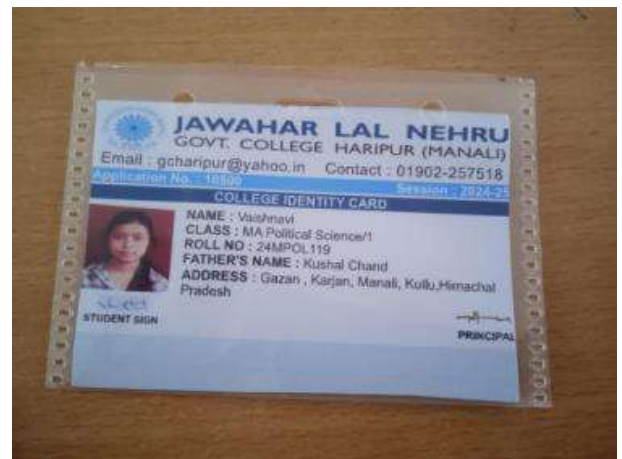 JAWAHAR LAL NEHRU
GOVT. COLLEGE HARIPUR (MANALI)
Email : gcharipur@yahoo.in Contact : 01902-257518
Application No. : 10500 Session : 2024-25
COLLEGE IDENTITY CARD
NAME : Vaishnavi
CLASS : MA Political Science/1
ROLL NO : 24MPOL119
FATHER'S NAME : Kushal Chand
ADDRESS : Gazan , Karjan, Manali, Kullu,Himachal
Pradesh
STUDENT SIGN
PRINCIPAL